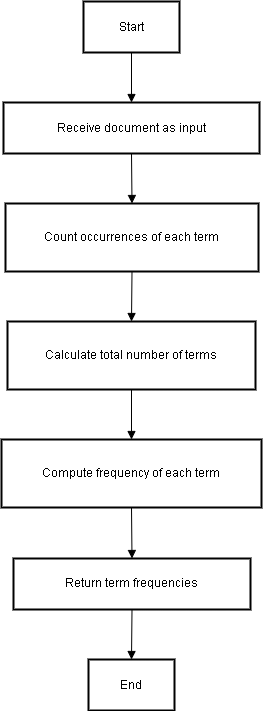 Start
Receive document as input
Count occurrences of each term
Calculate total number of terms
Compute frequency of each term
Return term frequencies
End